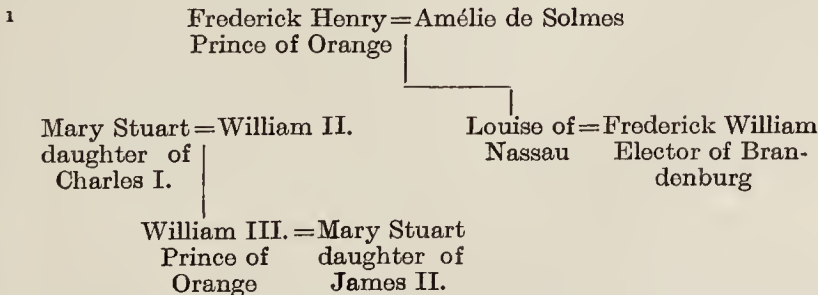 1
Frederick Henry=Amélie de Solmes
Prince of Orange
Mary Stuart=William II.
daughter of
Charles I.
Louise of=Frederick William
Nassau Elector of Bran-
denburg
William III.=Mary Stuart
Prince of daughter of
Orange James II.